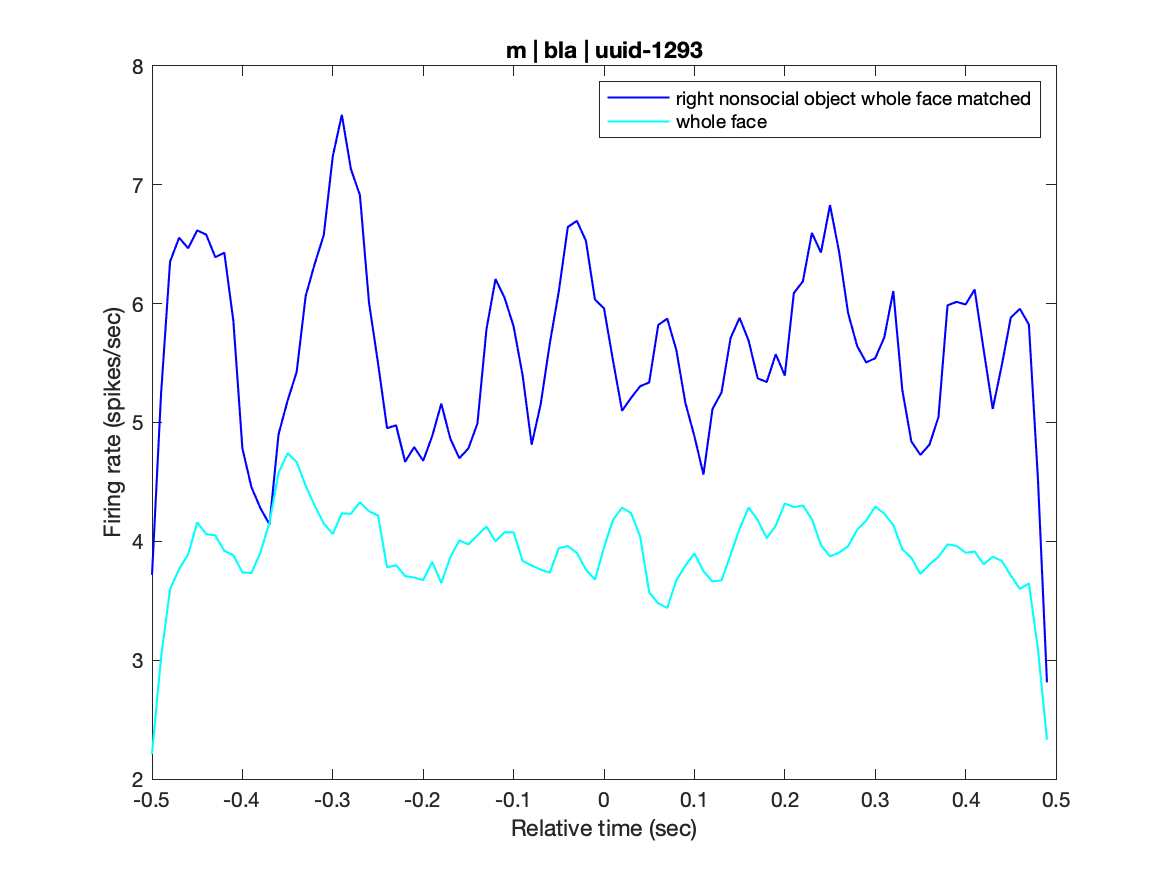 m | bla | uuid-1293
right nonsocial object whole face matched
whole face
Firing rate (spikes/sec)
8
7
6
5
4
3
2
-0.5 -0.4 -0.3 -0.2 -0.1 0 0.1 0.2 0.3 0.4 0.5
Relative time (sec)